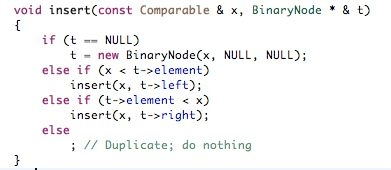 void insert(const Comparable & x, BinaryNode * & t)
{
    if (t == NULL)
        t = new BinaryNode(x, NULL, NULL);
    else if (x < t->element)
        insert(x, t->left);
    else if (t->element < x)
        insert(x, t->right);
    else
        ; // Duplicate; do nothing
}